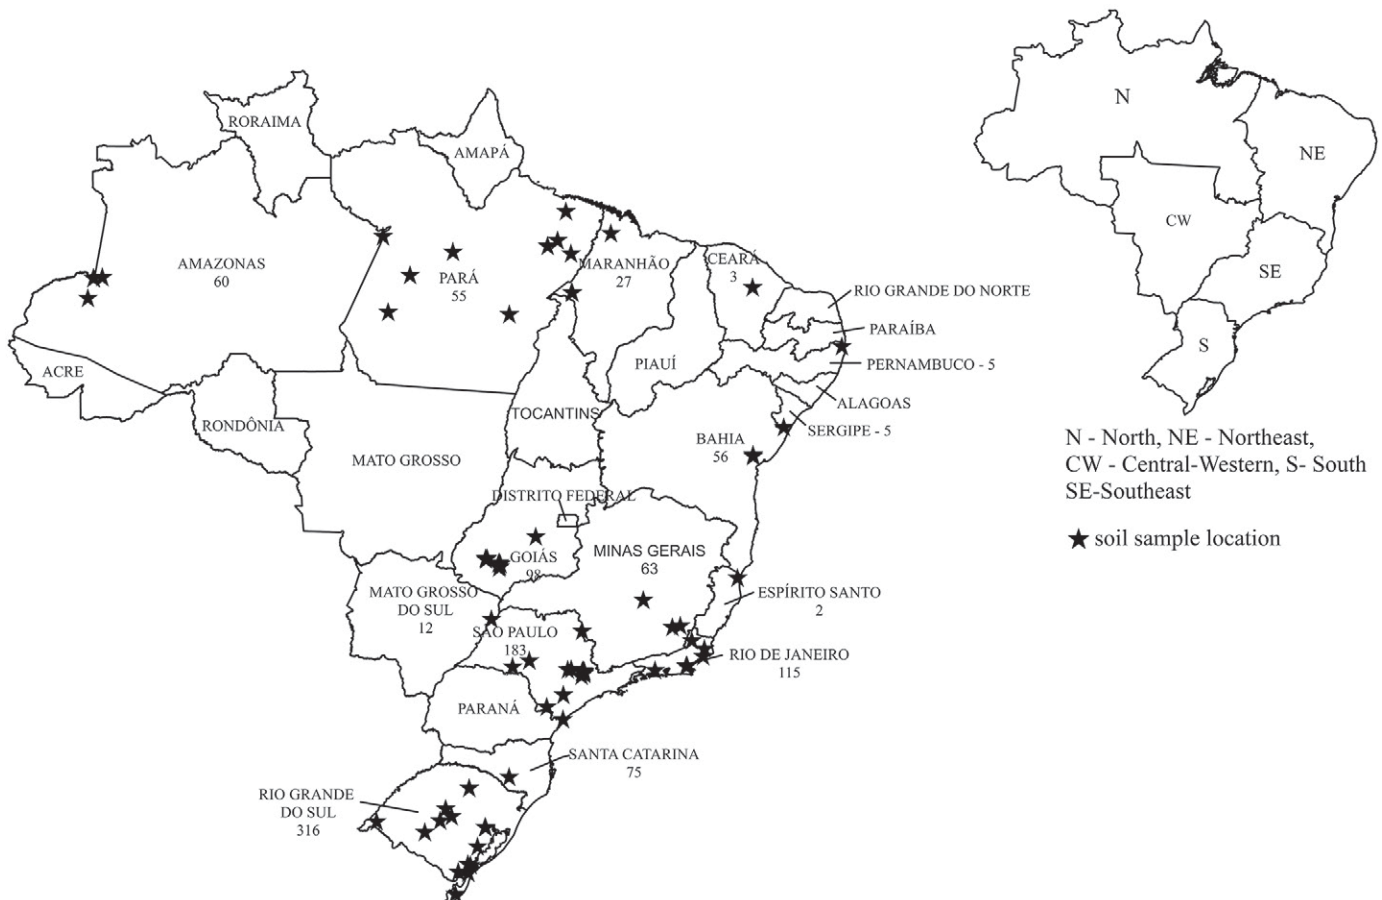 RORAIMA
AMAPÁ
N
NE
AMAZONAS
60
PARÁ
55
MARANHÃO
27
CEARÁ
3
CW
SE
RIO GRANDE DO NORTE
PARAÍBA
S
ACRE
PIAUÍ
PERNAMBUCO - 5
ALAGOAS
TOCANTINS
RONDÔNIA
SERGIPE - 5
BAHIA
56
MATO GROSSO
N - North, NE - Northeast,
CW - Central-Western, S- South
SE-Southeast
DISTRITO FEDERAL
soil sample location
GOIÁS
98
MINAS GERAIS
63
MATO GROSSO
DO SUL
12
ESPÍRITO SANTO
2
SÃO PAULO
183
RIO DE JANEIRO
115
PARANÁ
SANTA CATARINA
75
RIO GRANDE
DO SUL
316